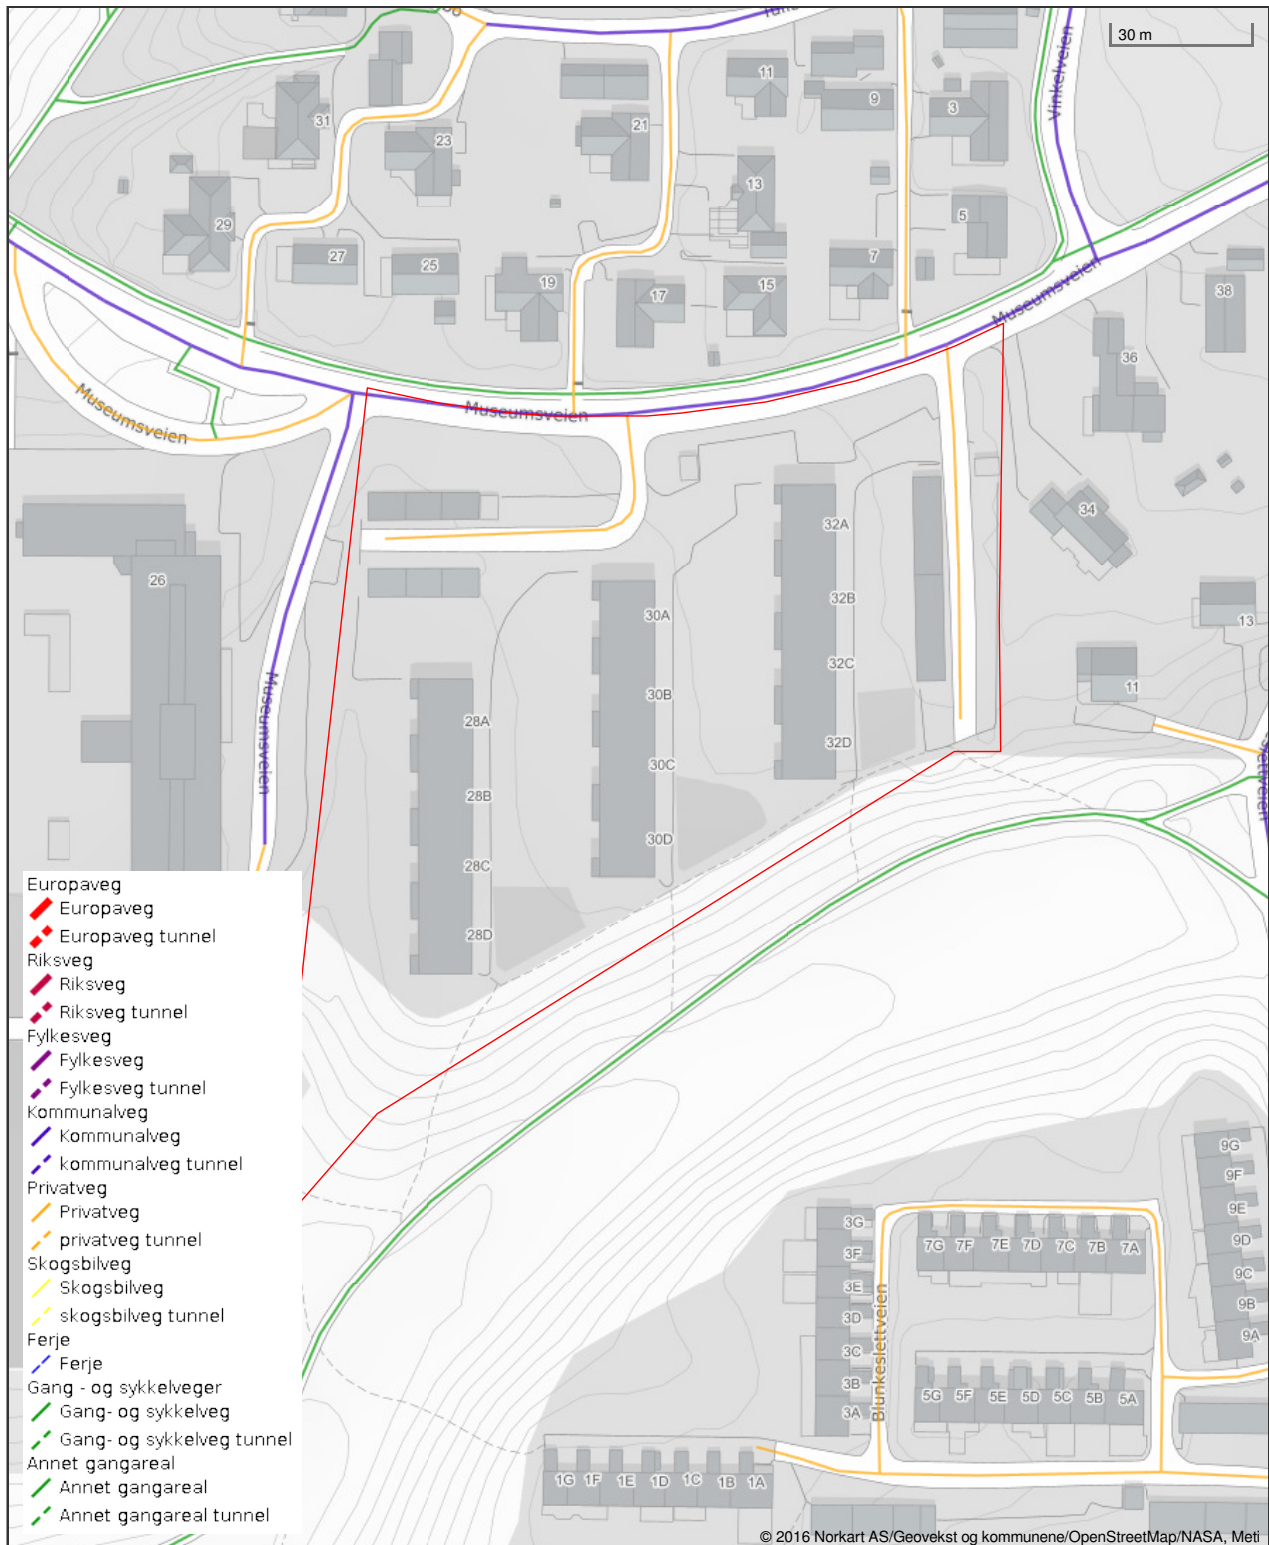 30 m
Vinkelveien
31
23
21
11
9
3
29
13
5
27
25
19
17
15
7
38
Museumsveien
Museumsveien
Museumsveien
36
26
32A
34
32B
30A
32C
13
11
28A
30B
32D
Museumsveien
30C
28B
30D
28C
28D
Europaveg
Europaveg
Europaveg tunnel
Riksveg
Riksveg
Riksveg tunnel
Fylkesveg
Fylkesveg
Fylkesveg tunnel
Kommunalveg
Kommunalveg
kommunalveg tunnel
Privatveg
Privatveg
privatveg tunnel
Skogsbilveg
Skogsbilveg
skogsbilveg tunnel
Ferje
Ferje
Gang - og sykkelveger
Gang- og sykkelveg
Gang- og sykkelveg tunnel
Annet gangareal
Annet gangareal
Annet gangareal tunnel
9G
9F
9E
9D
9C
9B
9A
3G
3F
3E
3D
3C
3B
3A
7G 7F 7E 7D 7C 7B 7A
Blunkeslettveien
5G 5F 5E 5D 5C 5B 5A
1G 1F 1E 1D 1C 1B 1A
© 2016 Norkart AS/Geovekst og kommunene/OpenStreetMap/NASA, Meti